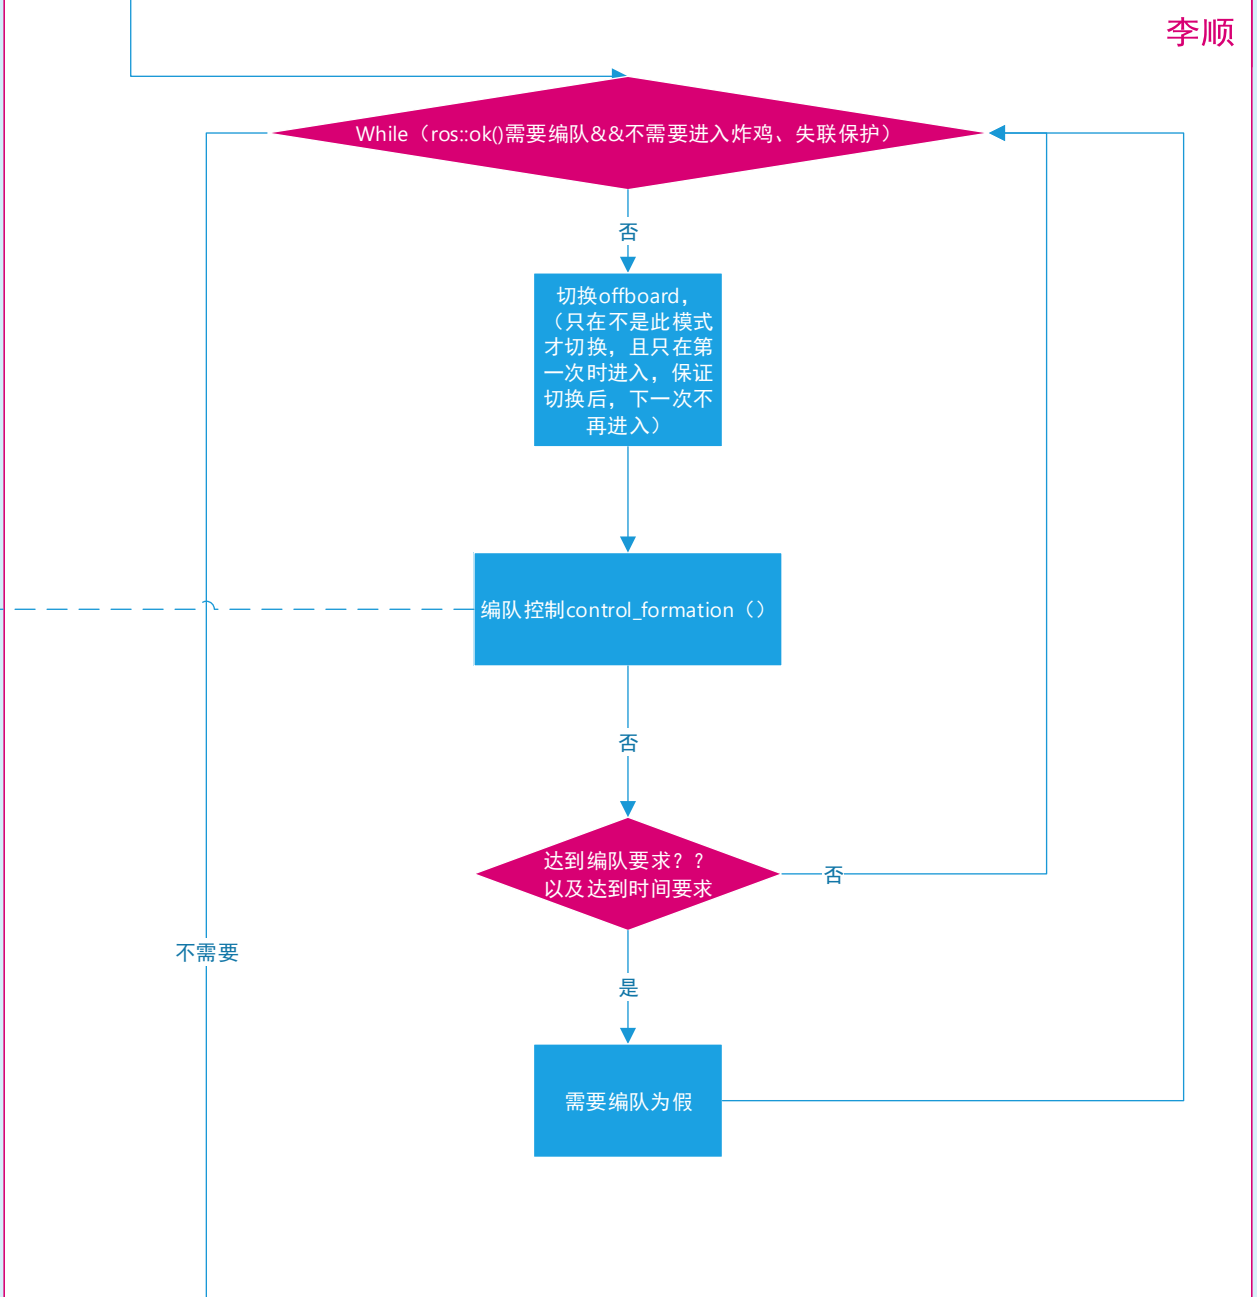 李顺
While（ros::ok()需要编队&&不需要进入炸鸡、失联保护）
否
切换offboard，
（只在不是此模式
才切换，且只在第
一次时进入，保证
切换后，下一次不
再进入）
编队控制control_formation（）
否
达到编队要求？？
以及达到时间要求
否
不需要
是
需要编队为假